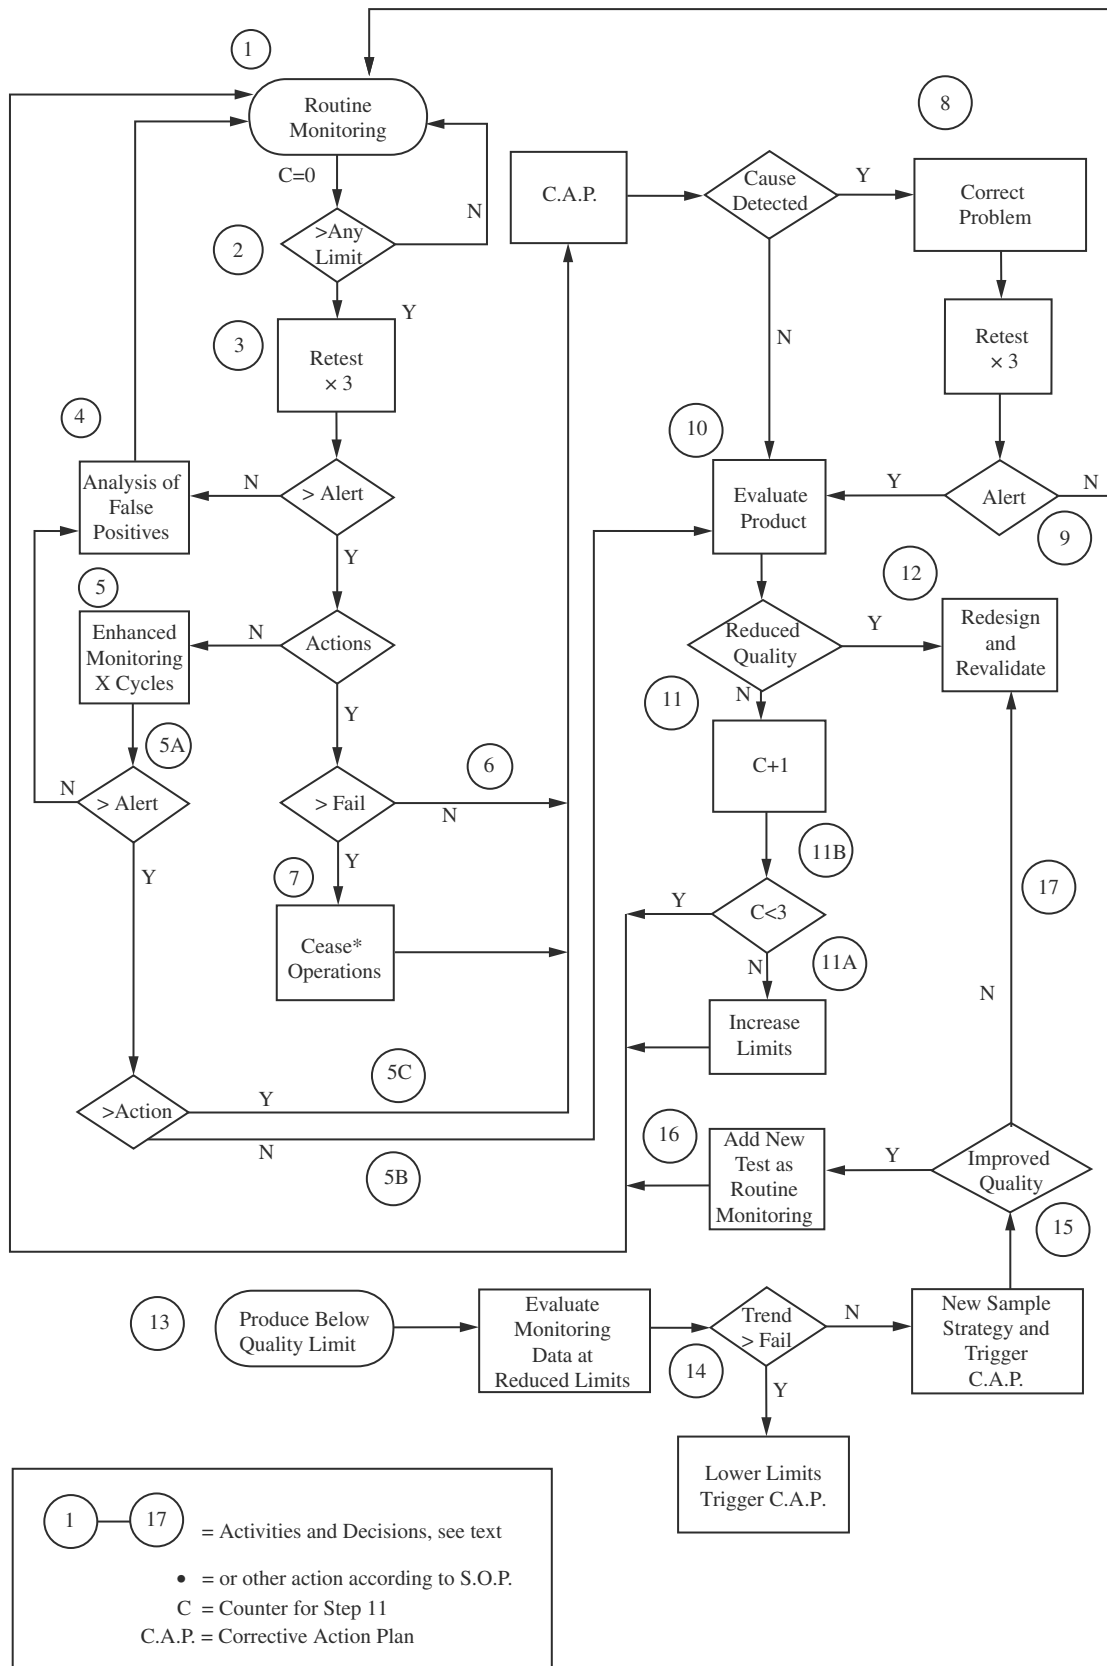 1
Routine
Monitoring
C=0
>Any
Limit
N
2
Y
3
Retest
× 3
4
Analysis of
False
Positives
N
> Alert
Y
5
Enhanced
Monitoring
X Cycles
N
Actions
Y
5A
N
> Alert
Y
> Fail
N
6
Y
7
Cease*
Operations
>Action
Y
5C
N
5B
C.A.P.
Cause
Detected
Y
8
Correct
Problem
N
Retest
× 3
10
Evaluate
Product
Y
Alert
N
9
12
Reduced
Quality
Y
Redesign
and
Revalidate
11
N
C+1
11B
Y
C<3
17
11A
N
Increase
Limits
N
16
Add New
Test as
Routine
Monitoring
Y
Improved
Quality
15
13
Produce Below
Quality Limit
Evaluate
Monitoring
Data at
Reduced Limits
Trend
> Fail
N
14
Y
New Sample
Strategy and
Trigger
C.A.P.
Lower Limits
Trigger C.A.P.
1 17 = Activities and Decisions, see text
• = or other action according to S.O.P.
C = Counter for Step 11
C.A.P. = Corrective Action Plan